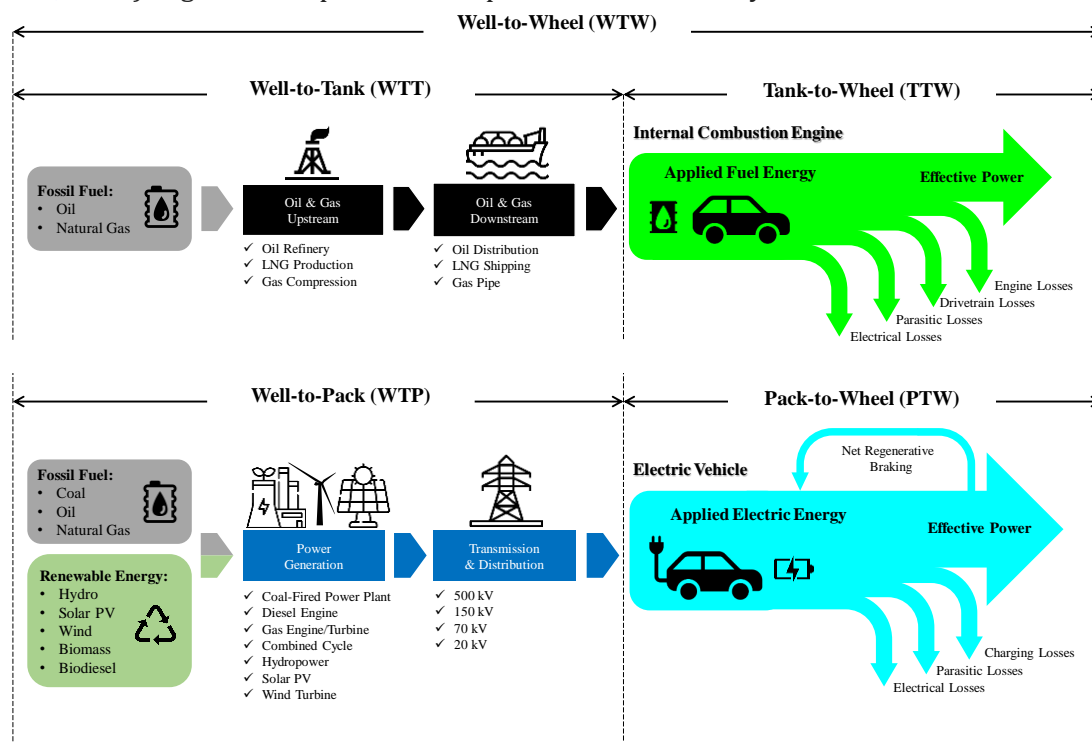 Well-to-Wheel (WTW)
Well-to-Tank (WTT)
Tank-to-Wheel (TTW)
Internal Combustion Engine
Fossil Fuel:
• Oil
• Natural Gas
Oil & Gas
Upstream
✓ Oil Refinery
✓ LNG Production
✓ Gas Compression
Oil & Gas
Downstream
✓ Oil Distribution
✓ LNG Shipping
✓ Gas Pipe
Applied Fuel Energy
Effective Power
Engine Losses
Drivetrain Losses
Parasitic Losses
Electrical Losses
Well-to-Pack (WTP)
Pack-to-Wheel (PTW)
Fossil Fuel:
• Coal
• Oil
• Natural Gas
Renewable Energy:
• Hydro
• Solar PV
• Wind
• Biomass
• Biodiesel
Power
Generation
✓ Coal-Fired Power Plant
✓ Diesel Engine
✓ Gas Engine/Turbine
✓ Combined Cycle
✓ Hydropower
✓ Solar PV
✓ Wind Turbine
Transmission
& Distribution
✓ 500 kV
✓ 150 kV
✓ 70 kV
✓ 20 kV
Net Regenerative
Braking
Electric Vehicle
Applied Electric Energy
Effective Power
Charging Losses
Parasitic Losses
Electrical Losses